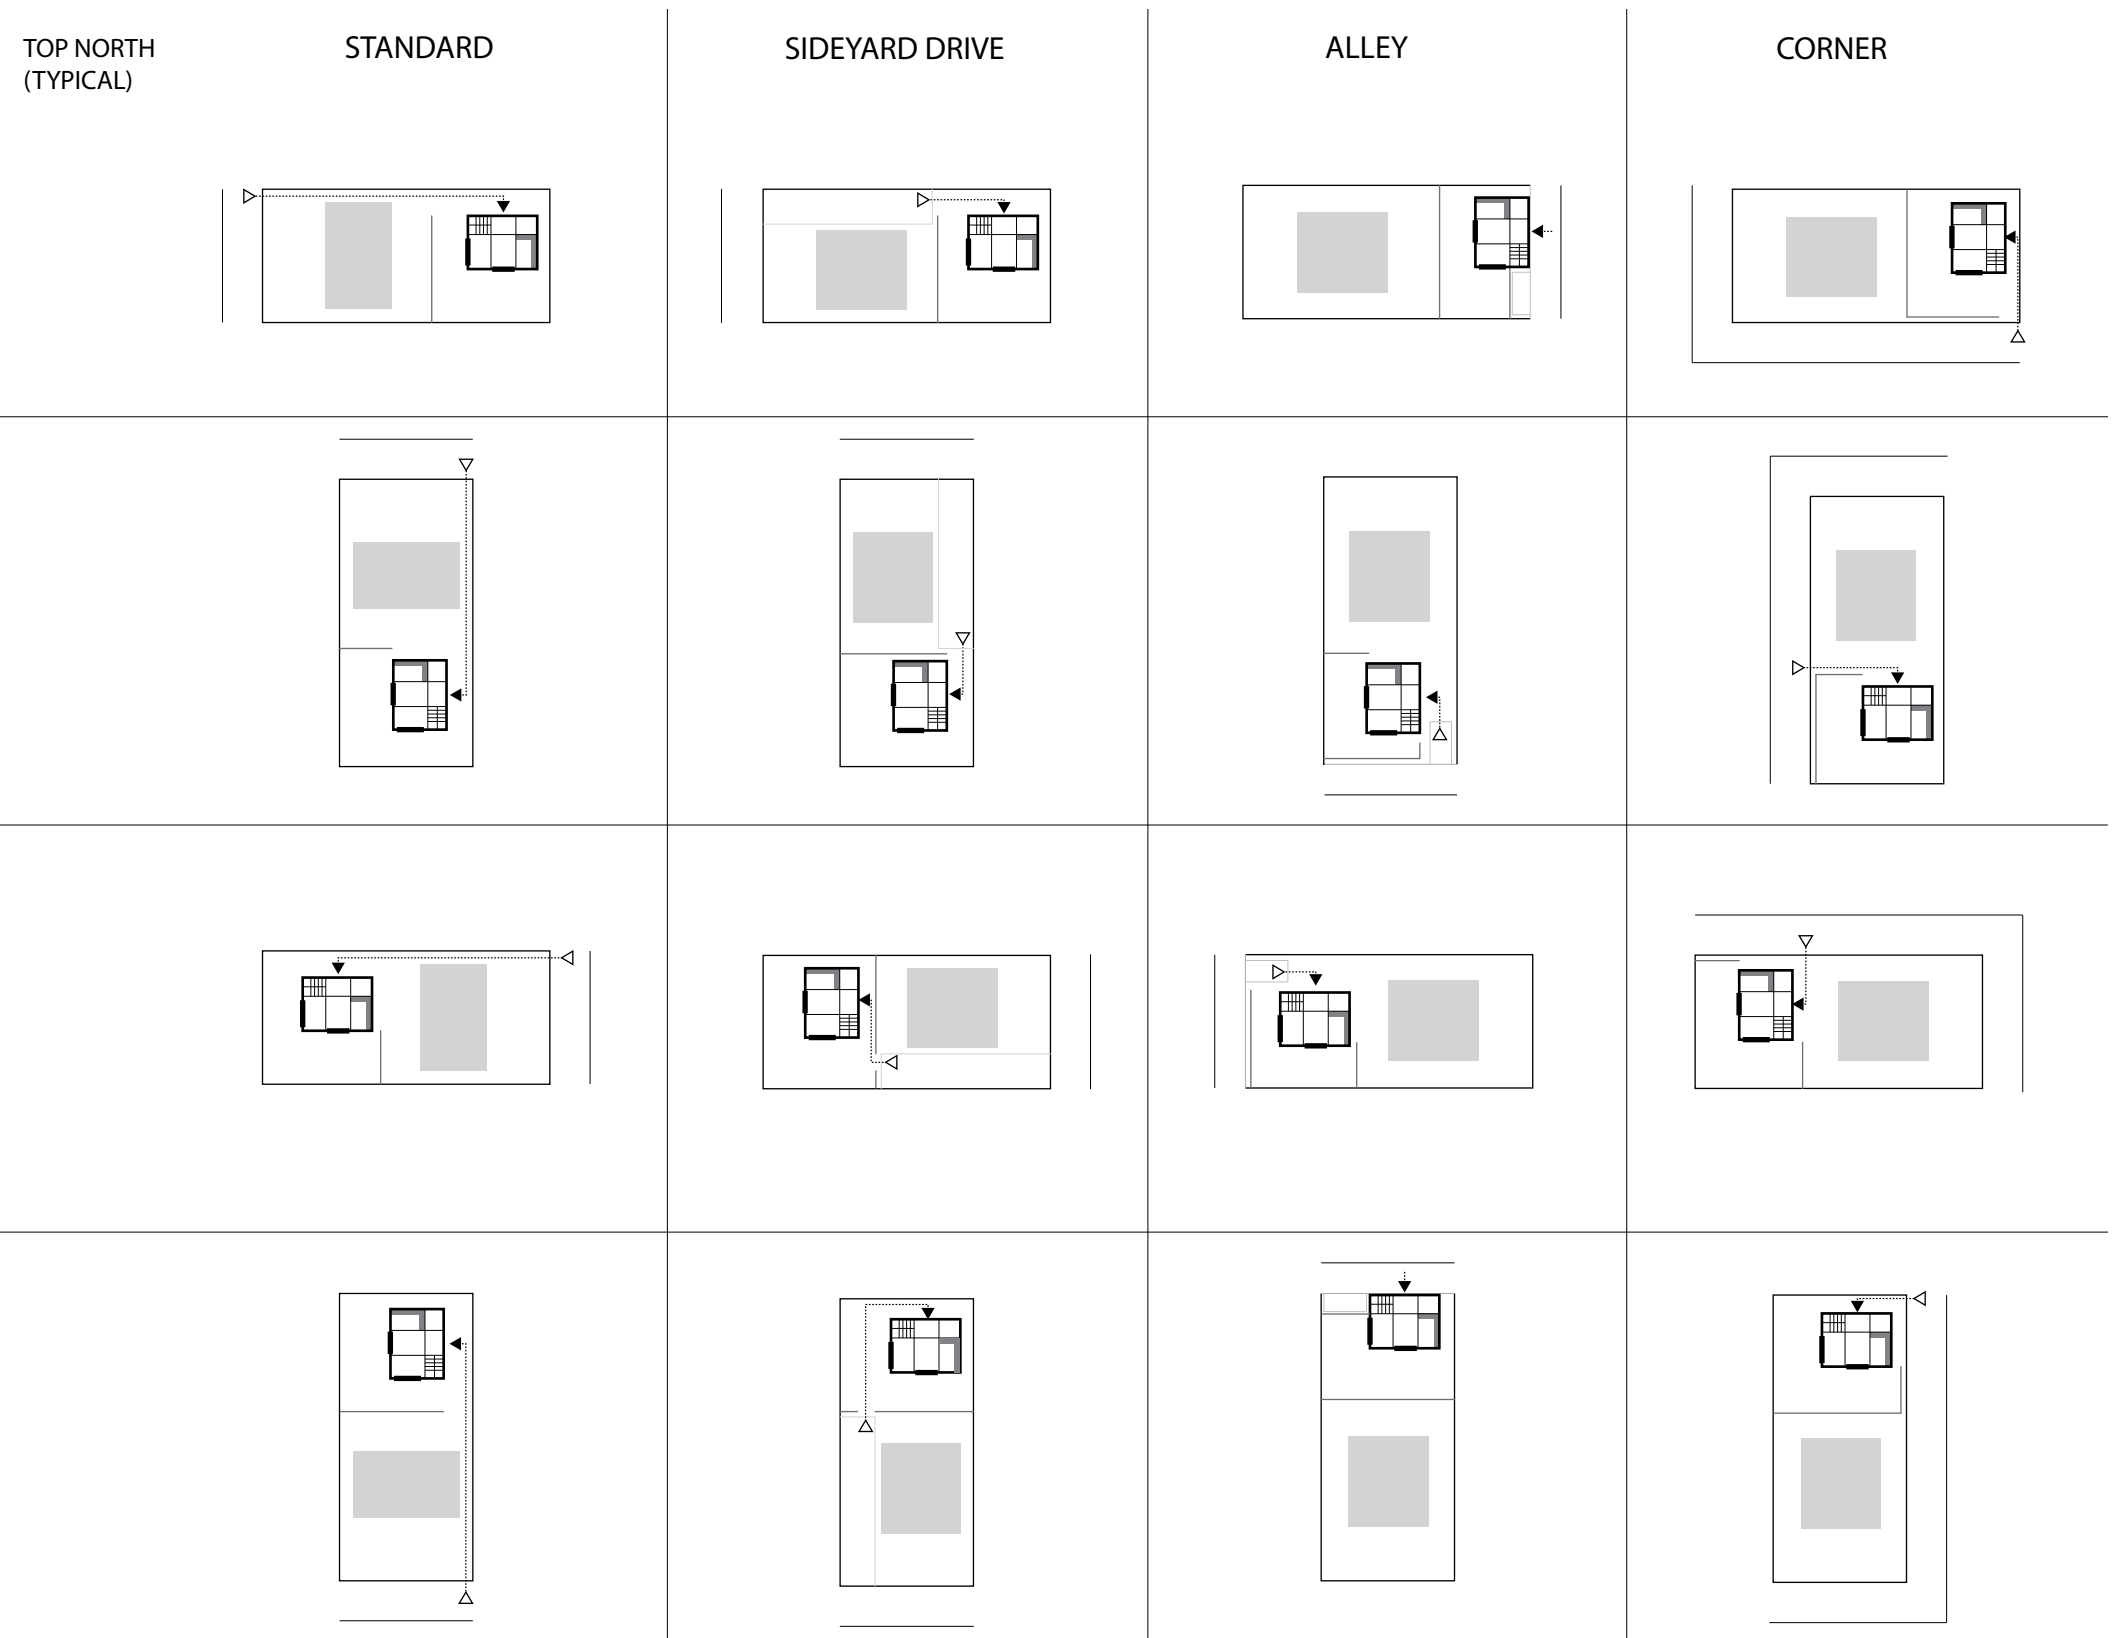 TOP NORTH
(TYPICAL)
STANDARD
SIDEYARD DRIVE
ALLEY
CORNER